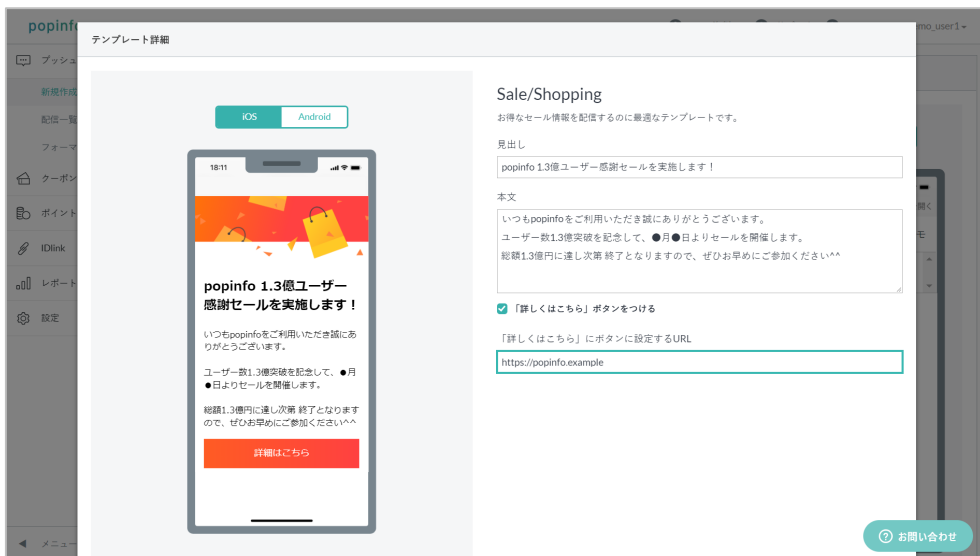 popinfo
テンプレート詳細
mo_user1
プッシュ
新規作成
配信一覧
フォーマ
クーポン
ポイント
IDlink
レポート
設定
メニュー
iOS
Android
18:11
popinfo 1.3億ユーザー
感謝セールを実施します！
いつもpopinfoをご利用いただき誠にあ
りがとうございます。
ユーザー数1.3億突破を記念して、●月
●日よりセールを開催します。
総額1.3億円に達し次第 終了となります
ので、ぜひお早めにご参加ください^^
詳細はこちら
Sale/Shopping
お得なセール情報を配信するのに最適なテンプレートです。
見出し
popinfo 1.3億ユーザー感謝セールを実施します！
本文
いつもpopinfoをご利用いただき誠にありがとうございます。
ユーザー数1.3億突破を記念して、●月●日よりセールを開催します。
総額1.3億円に達し次第 終了となりますので、ぜひお早めにご参加ください^^
「詳しくはこちら」ボタンをつける
「詳しくはこちら」にボタンに設定するURL
https://popinfo.example
開く
モ
お問い合わせ